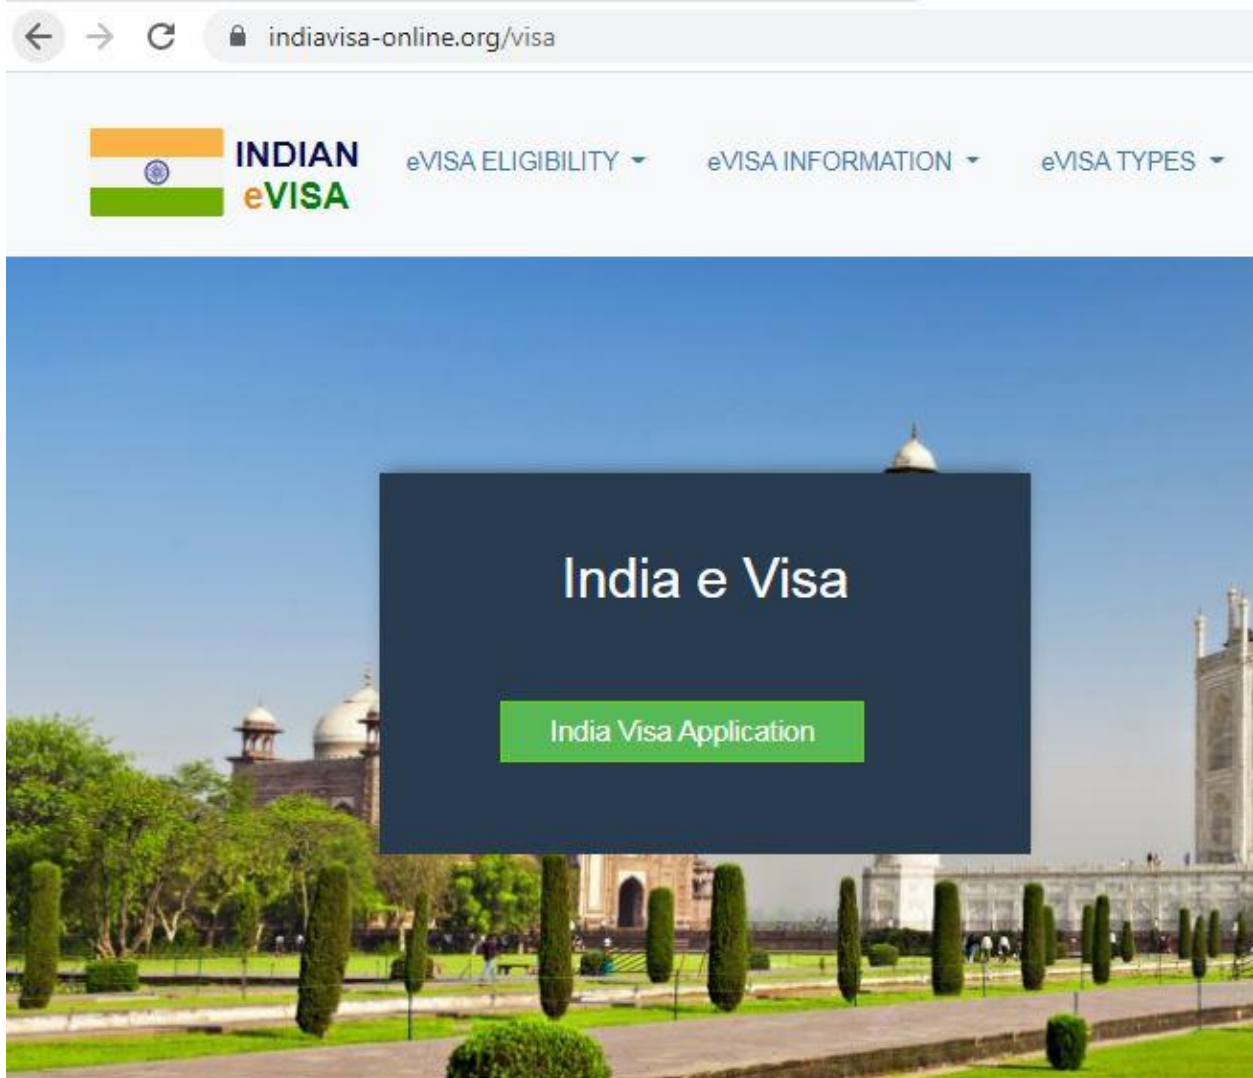 indiavisa-online.org/visa
INDIAN
eVISA
eVISA ELIGIBILITY
eVISA INFORMATION
eVISA TYPES
India e Visa
India Visa Application